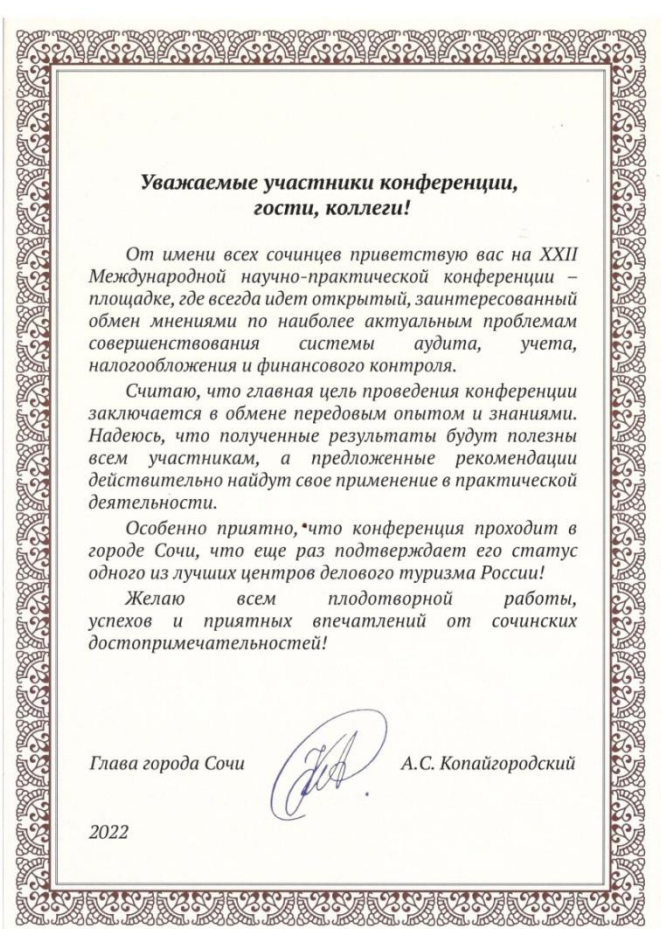 Уважаемые участники конференции,
гости, коллеги!
От имени всех сочинцев приветствую вас на XXII
Международной научно-практической конференции –
площадке, где всегда идет открытый, заинтересованный
обмен мнениями по наиболее актуальным проблемам
совершенствования системы аудита, учета,
налогообложения и финансового контроля.
Считаю, что главная цель проведения конференции
заключается в обмене передовым опытом и знаниями.
Надеюсь, что полученные результаты будут полезны
всем участникам, а предложенные рекомендации
действительно найдут свое применение в практической
деятельности.
Особенно приятно, что конференция проходит в
городе Сочи, что еще раз подтверждает его статус
одного из лучших центров делового туризма России!
Желаю всем плодотворной работы,
успехов и приятных впечатлений от сочинских
достопримечательностей!
Глава города Сочи А.С. Копайгородский
2022